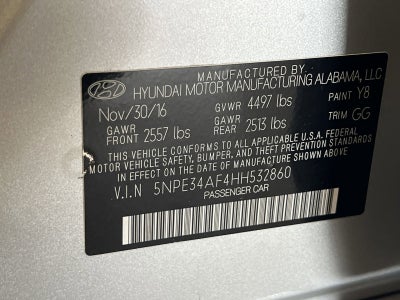 MANUFACTURED BY
HYUNDAI MOTOR MANUFACTURING ALABAMA, LLC
Nov/30/16 GVWR 4497 lbs PAINT Y8
GAWR FRONT 2557 lbs GAWR REAR 2513 lbs TRIM GG
THIS VEHICLE CONFORMS TO ALL APPLICABLE U.S.A. FEDERAL
MOTOR VEHICLE SAFETY, BUMPER, AND THEFT PREVENTION STANDARDS
IN EFFECT ON THE DATE OF MANUFACTURE SHOWN ABOVE.
V.I.N 5NPE34AF4HH532860
PASSENGER CAR